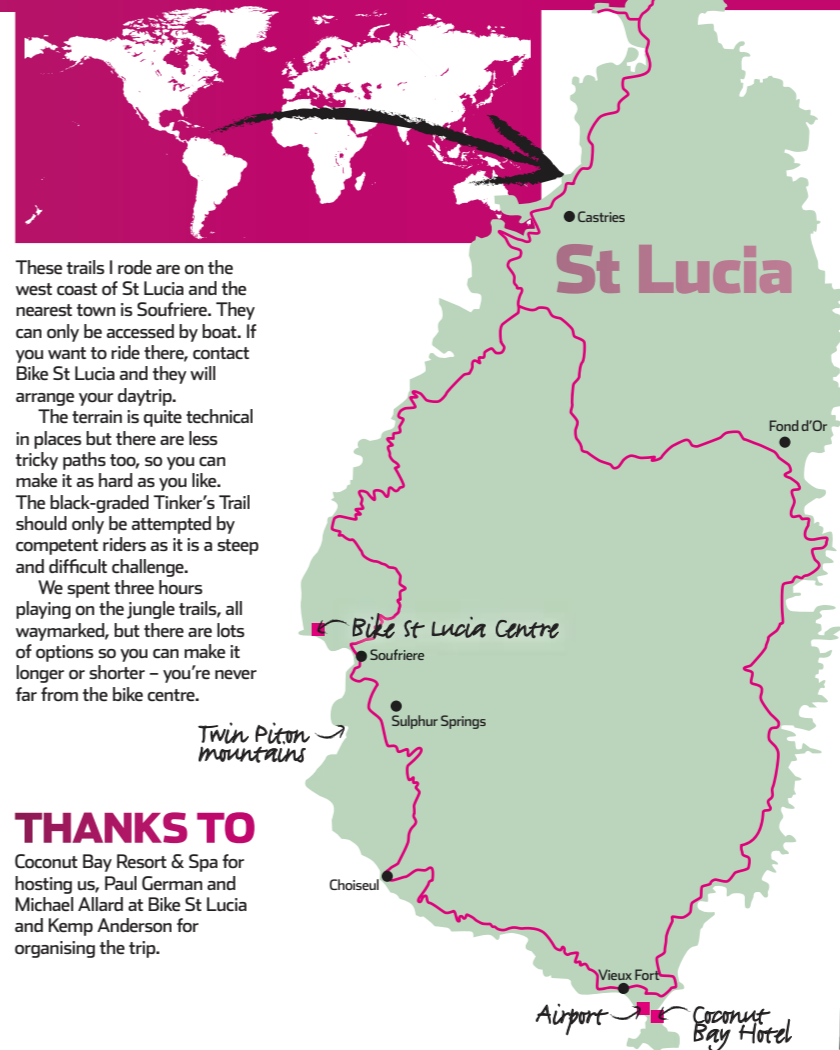 These trails I rode are on the
west coast of St Lucia and the
nearest town is Soufriere. They
can only be accessed by boat. If
you want to ride there, contact
Bike St Lucia and they will
arrange your daytrip.
The terrain is quite technical
in places but there are less
tricky paths too, so you can
make it as hard as you like.
The black-graded Tinker's Trail
should only be attempted by
competent riders as it is a steep
and difficult challenge.
We spent three hours
playing on the jungle trails, all
waymarked, but there are lots
of options so you can make it
longer or shorter – you're never
far from the bike centre.
THANKS TO
Coconut Bay Resort & Spa for
hosting us, Paul German and
Michael Allard at Bike St Lucia
and Kemp Anderson for
organising the trip.
Castries
St Lucia
Fond d'Or
Bike St Lucia Centre
Soufriere
Sulphur Springs
Twin Piton
mountains
Choiseul
Vieux Fort
Airport
Coconut
Bay Hotel